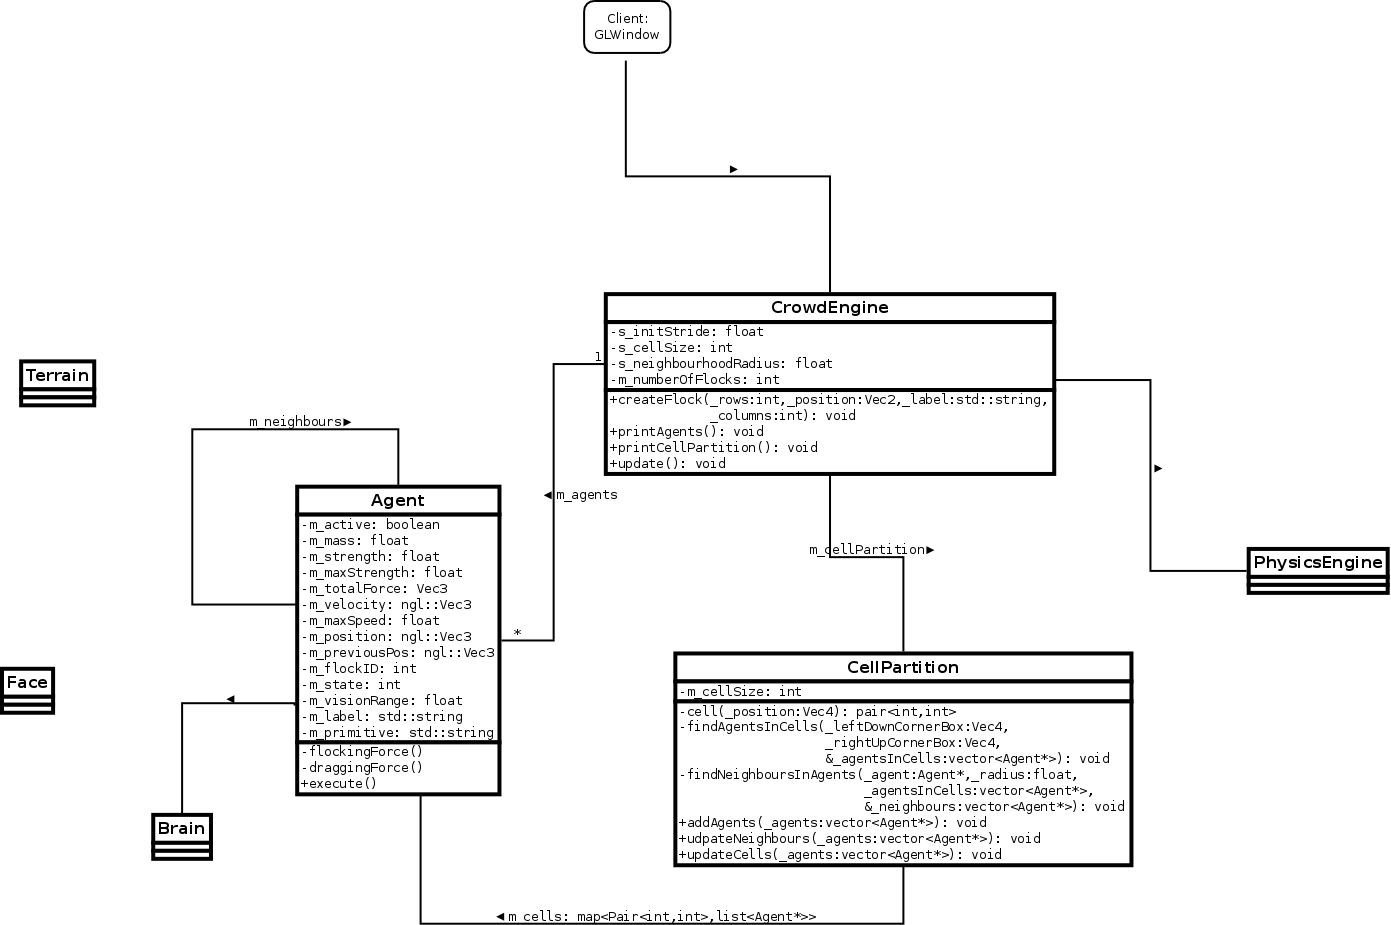 Client:
GLWindow
CrowdEngine
-s_initStride: float
-s_cellSize: int
-s_neighbourhoodRadius: float
-m_numberOfFlocks: int
+createFlock(_rows:int,_position:Vec2,_label:std::string,
_columns:int): void
+printAgents(): void
+printCellPartition(): void
+update(): void
1
m_agents
*
Terrain
m_neighbours
Agent
-m_active: boolean
-m_mass: float
-m_strength: float
-m_maxStrength: float
-m_totalForce: Vec3
-m_velocity: ngl::Vec3
-m_maxSpeed: float
-m_position: ngl::Vec3
-m_previousPos: ngl::Vec3
-m_flockID: int
-m_state: int
-m_visionRange: float
-m_label: std::string
-m_primitive: std::string
-flockingForce()
-draggingForce()
+execute()
m_cellPartition
PhysicsEngine
Face
Brain
CellPartition
-m_cellSize: int
-cell(_position:Vec4): pair<int,int>
-findAgentsInCells(_leftDownCornerBox:Vec4,
_rightUpCornerBox:Vec4,
&_agentsInCells:vector<Agent*>): void
-findNeighboursInAgents(_agent:Agent*,_radius:float,
_agentsInCells:vector<Agent*>,
&_neighbours:vector<Agent*>): void
+addAgents(_agents:vector<Agent*>): void
+udpateNeighbours(_agents:vector<Agent*>): void
+updateCells(_agents:vector<Agent*>): void
m_cells: map<Pair<int,int>,list<Agent*>>